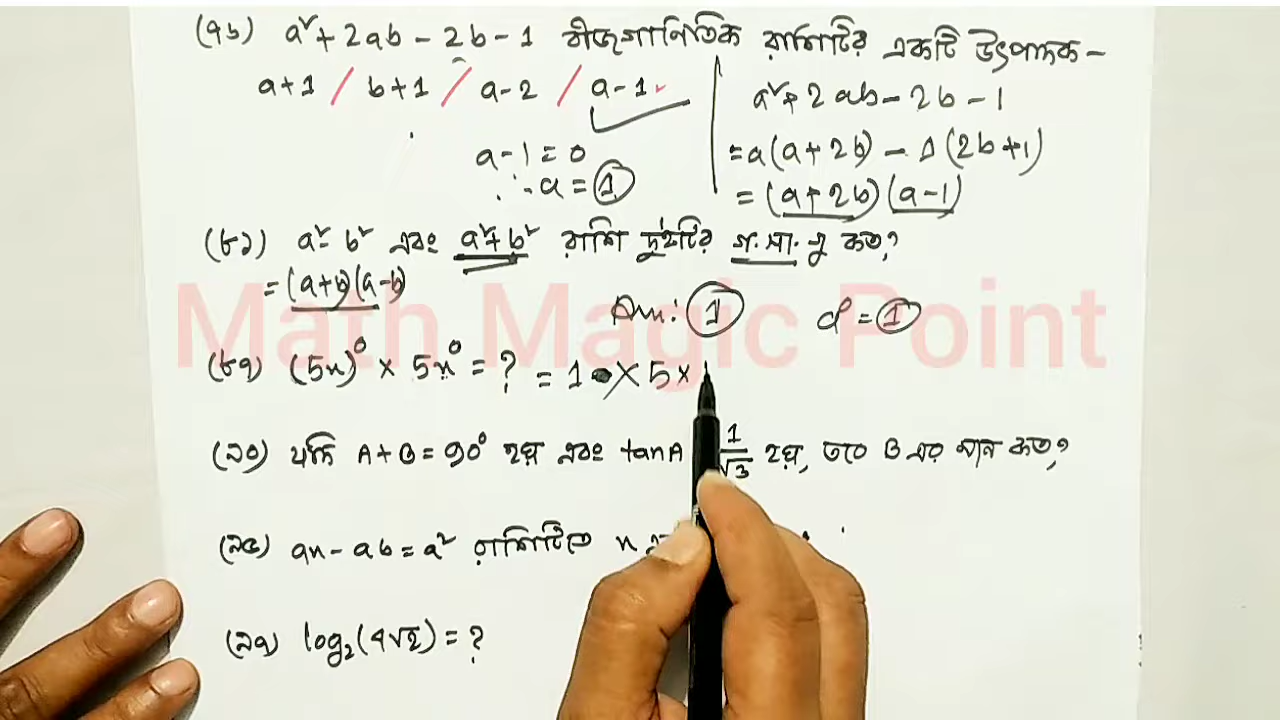 (৭৬) a² + 2ab - 2b - 1 বীজগানিতিক রাশিটির একটি উৎপাদক -
a+1 / b+1 / a-2 / a-1
a-1=0
∴ a = 1
a² + 2ab - 2b - 1
= a(a+2b) - 1(2b+1)
= (a+2b)(a-1)
(৮১) a² - b² এবং a² + b² রাশি দুইটির গ.সা.গু কত?
= (a+b)(a-b)
Ans: 1
d = 1
Math Magic Point
(৮৭) (5x)⁰ × 5x⁰ = ? = 1 × 5 ×
(৯০) যদি A+B = 90° হয় এবং tanA 1/√3 হয়, তবে B এর মান কত?
(৯৫) ax - ab = a² রাশিটিতে x
(৯৭) log₂(4√2) = ?